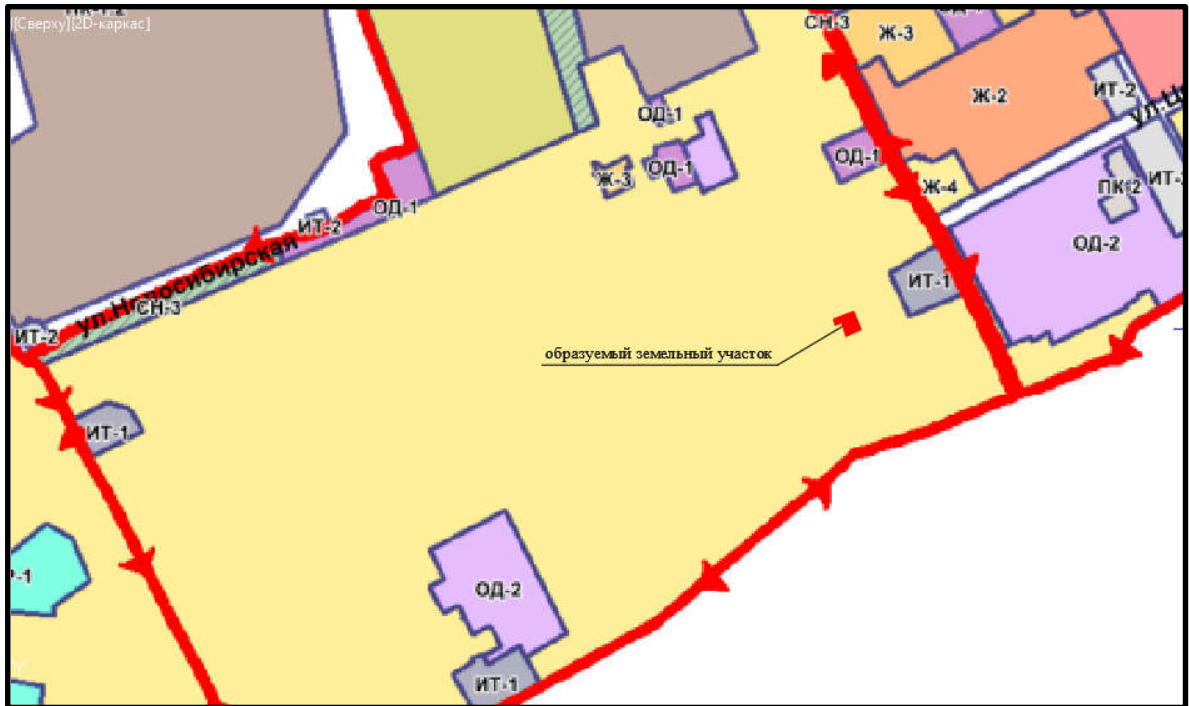 [Сверху][2D-каркас]
СН-3
Ж-3
Ж-2
ИТ-2
ОД-1
ОД-1
Ж-3
ОД-1
Ж-4
ПК-2
ОД-1
ИТ-2
ОД-2
ул.Новосибирская
ИТ-1
СН-3
ИТ-2
образуемый земельный участок
ИТ-1
ОД-2
ИТ-1